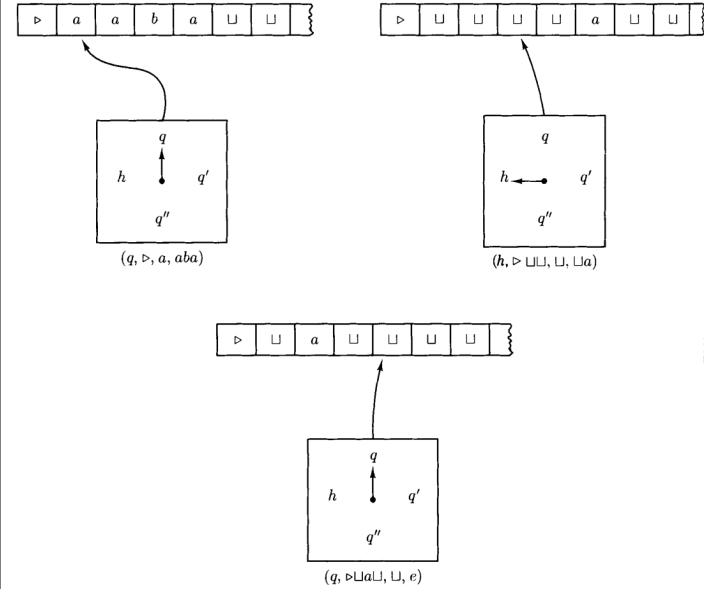 ▷ a a b a ⊔ ⊔
q
h q′
q″
(q, ▷, a, aba)
▷ ⊔ ⊔ ⊔ ⊔ a ⊔ ⊔
q
h q′
q″
(h, ▷ ⊔⊔, ⊔, ⊔a)
▷ ⊔ a ⊔ ⊔ ⊔ ⊔
q
h q′
q″
(q, ▷⊔a⊔, ⊔, e)